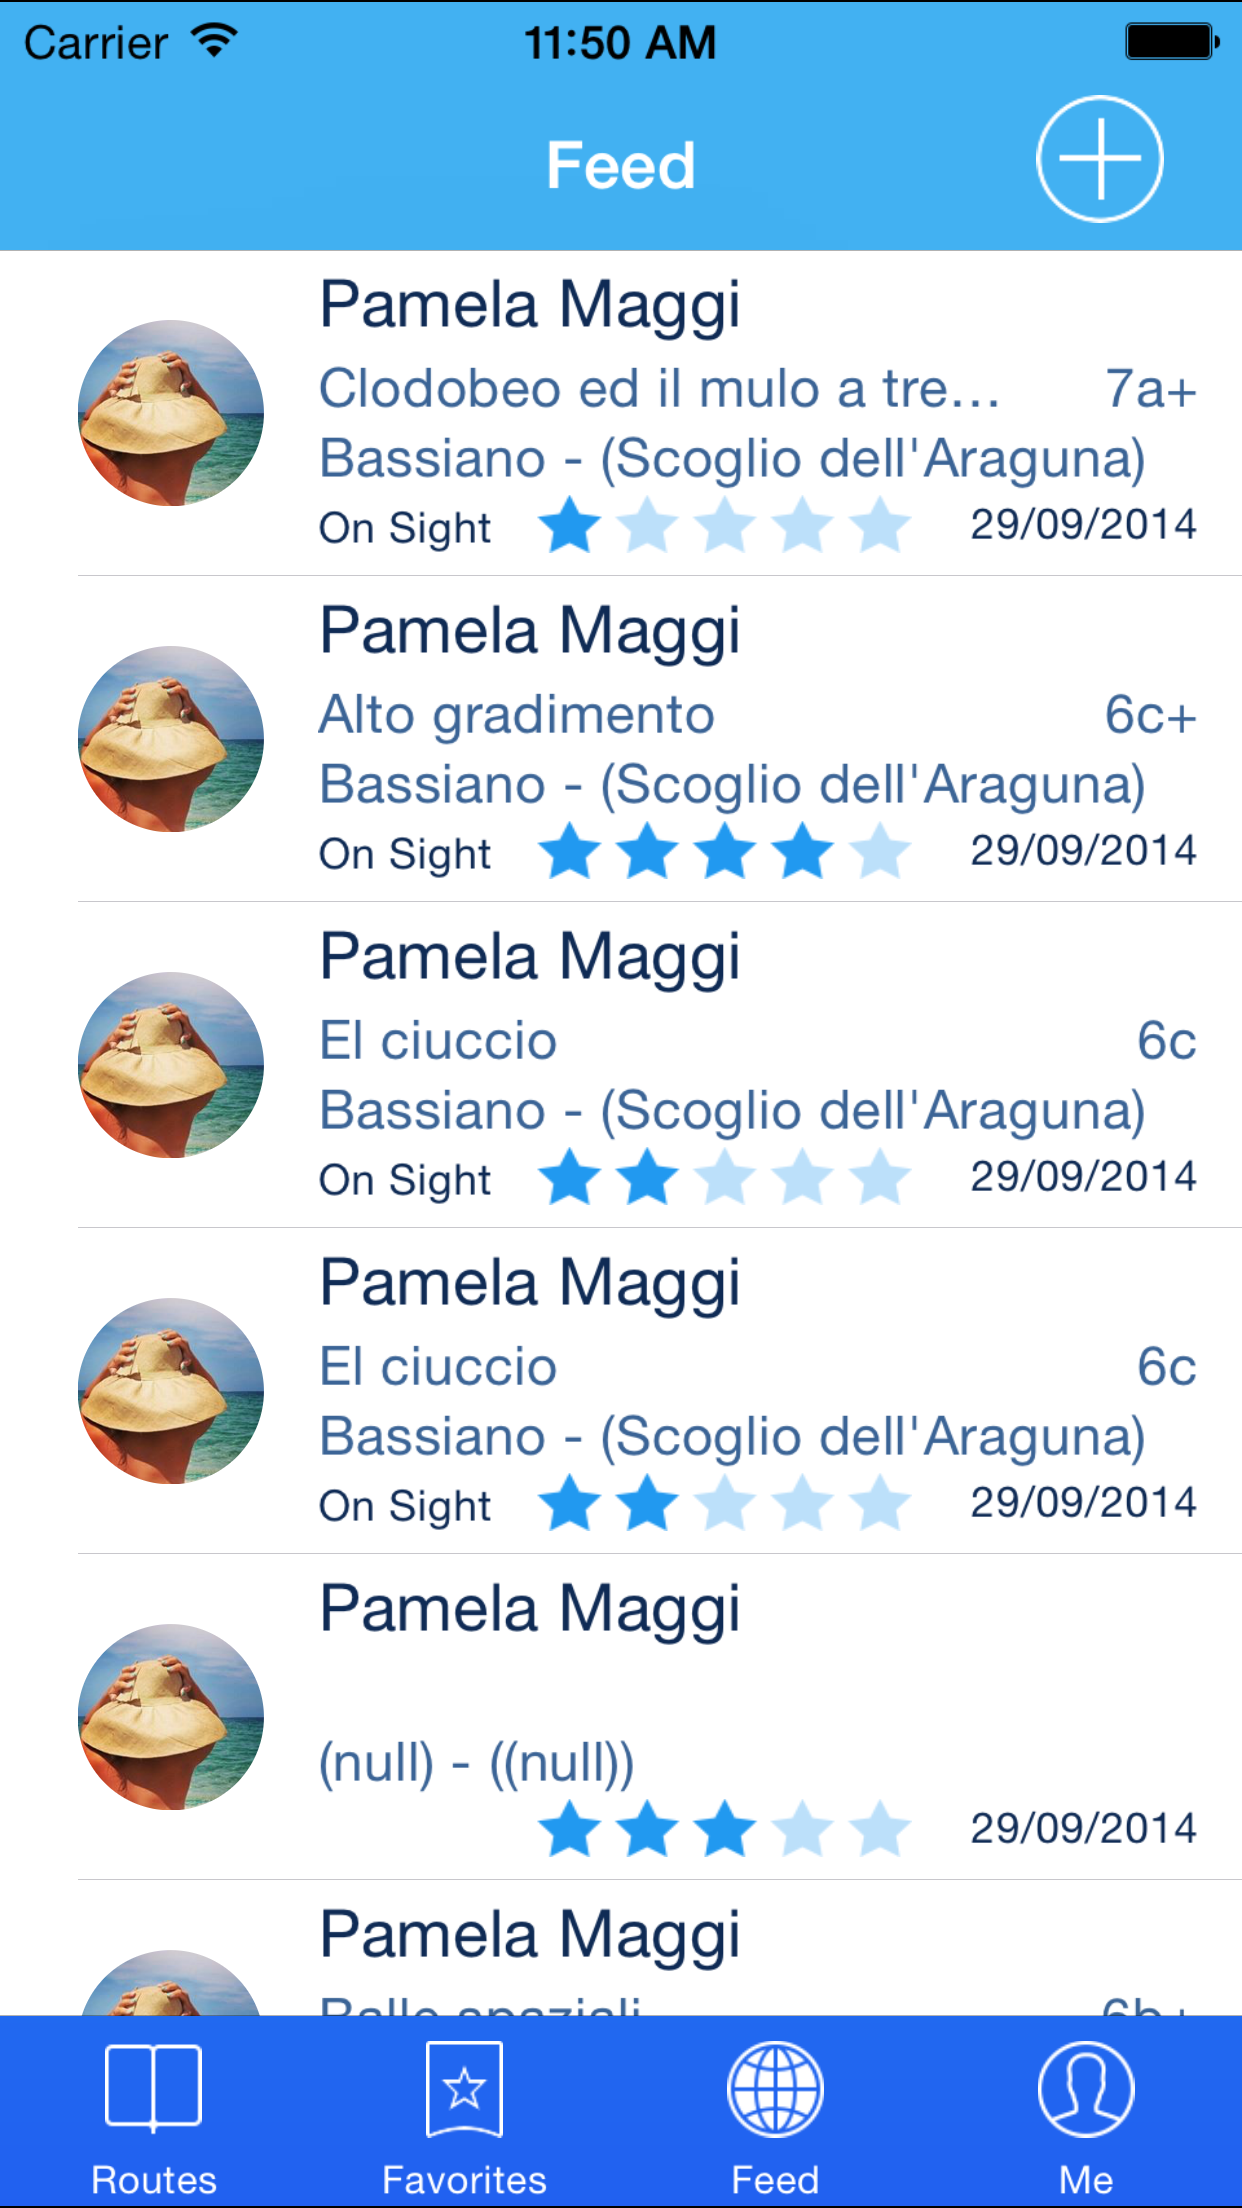 Carrier 11:50 AM
Feed
Pamela Maggi
Clodobeo ed il mulo a tre... 7a+
Bassiano - (Scoglio dell'Araguna)
On Sight 29/09/2014
Pamela Maggi
Alto gradimento 6c+
Bassiano - (Scoglio dell'Araguna)
On Sight 29/09/2014
Pamela Maggi
El ciuccio 6c
Bassiano - (Scoglio dell'Araguna)
On Sight 29/09/2014
Pamela Maggi
El ciuccio 6c
Bassiano - (Scoglio dell'Araguna)
On Sight 29/09/2014
Pamela Maggi
(null) - ((null))
29/09/2014
Pamela Maggi
Balle spaziali 6b+
Routes Favorites Feed Me